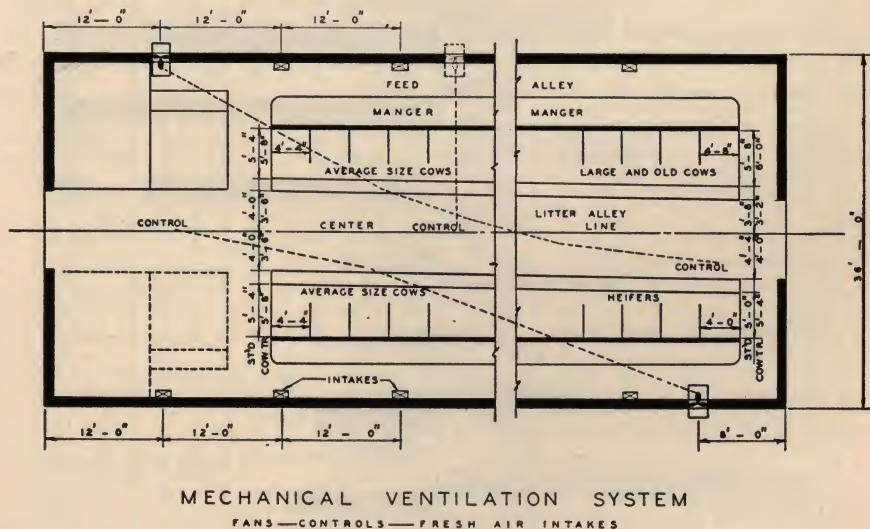 12'—0" 12'-0" 12'-0"
FEED ALLEY
MANGER MANGER
5'-4" 5'-8" 4'-4" 4'-8" 5'-8" 6'-0"
AVERAGE SIZE COWS LARGE AND OLD COWS
4'-0" 3'-6" 3'-8" 3'-2"
CONTROL CENTER CONTROL LITTER ALLEY LINE
4'-0" 3'-6" 4'-4" 4'-0" 36'-0"
CONTROL
AVERAGE SIZE COWS HEIFERS
5'-4" 5'-8" 4'-4" 4'-0" 5'-0" 5'-4"
ST'D COW TR. ST'D COW TR.
INTAKES
12'-0" 12'-0" 12'-0" 8'-0"
MECHANICAL VENTILATION SYSTEM
FANS—CONTROLS—FRESH AIR INTAKES